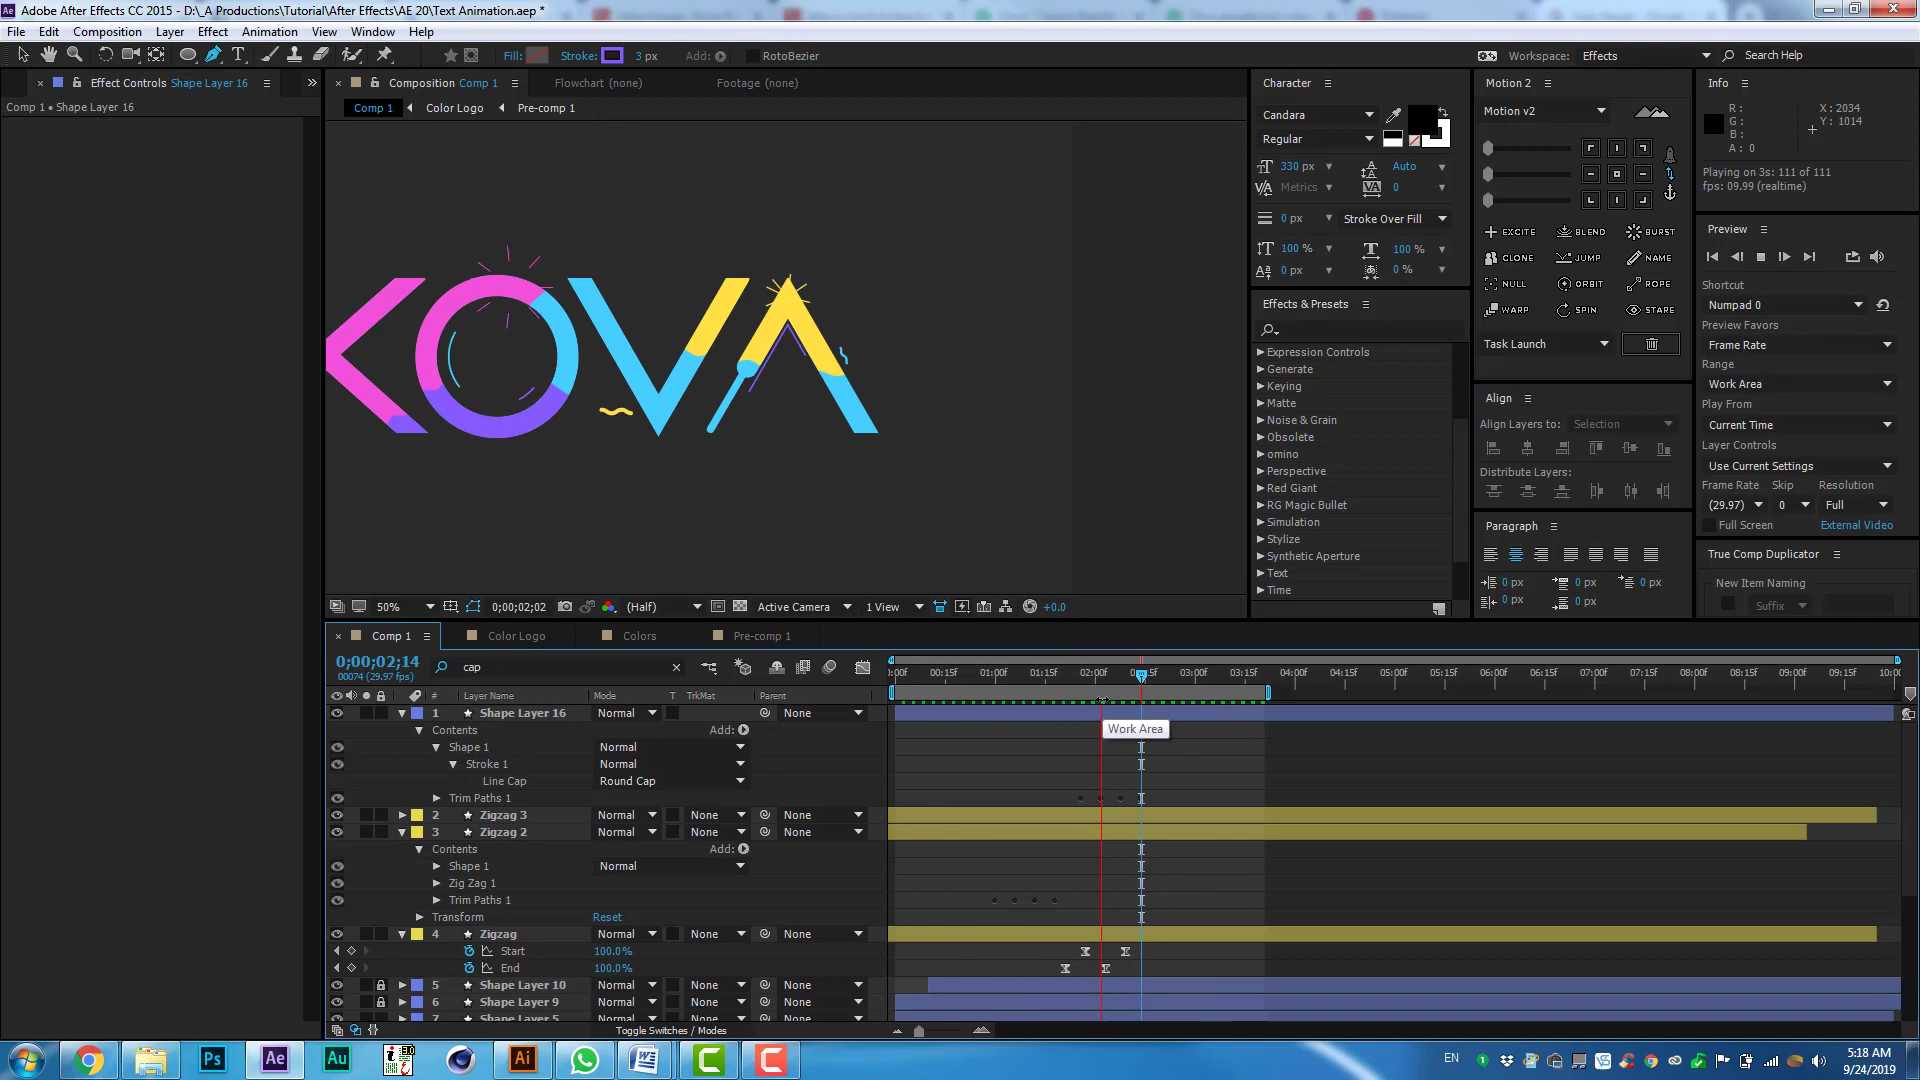 Adobe After Effects CC 2015 - D:\_A Productions\Tutorial\After Effects\AE 20\Text Animation.aep *
File Edit Composition Layer Effect Animation View Window Help
Fill: Stroke: 3 px Add: RotoBezier Workspace: Effects Search Help
Effect Controls Shape Layer 16
Comp 1 • Shape Layer 16
Composition Comp 1 Flowchart (none) Footage (none)
Comp 1 Color Logo Pre-comp 1
KOVA
50% 0;00;02;02 (Half) Active Camera 1 View +0.0
Character
Candara
Regular
330 px Auto
Metrics 0
0 px Stroke Over Fill
100 % 100 %
0 px 0 %
Effects & Presets
Expression Controls
Generate
Keying
Matte
Noise & Grain
Obsolete
omino
Perspective
Red Giant
RG Magic Bullet
Simulation
Stylize
Synthetic Aperture
Text
Time
Motion 2
Motion v2
EXCITE BLEND BURST
CLONE JUMP NAME
NULL ORBIT ROPE
WARP SPIN STARE
Task Launch
Align
Align Layers to: Selection
Distribute Layers:
Paragraph
0 px 0 px 0 px
0 px 0 px
Info
R : X : 2034
G : Y : 1014
B :
A : 0
Playing on 3s: 111 of 111
fps: 09.99 (realtime)
Preview
Shortcut
Numpad 0
Preview Favors
Frame Rate
Range
Work Area
Play From
Current Time
Layer Controls
Use Current Settings
Frame Rate Skip Resolution
(29.97) 0 Full
Full Screen External Video
True Comp Duplicator
New Item Naming
Suffix
Comp 1 Color Logo Colors Pre-comp 1
0;00;02;14 cap
00074 (29.97 fps)
:00f 00:15f 01:00f 01:15f 02:00f 03:00f 03:15f 04:00f 04:15f 05:00f 05:15f 06:00f 06:15f 07:00f 07:15f 08:00f 08:15f 09:00f 09:15f 10:00
# Layer Name Mode T TrkMat Parent
1 Shape Layer 16 Normal None
Work Area
Contents Add:
Shape 1 Normal
Stroke 1 Normal
Line Cap Round Cap
Trim Paths 1
2 Zigzag 3 Normal None None
3 Zigzag 2 Normal None None
Contents Add:
Shape 1 Normal
Zig Zag 1
Trim Paths 1
Transform Reset
4 Zigzag Normal None None
Start 100.0%
End 100.0%
5 Shape Layer 10 Normal None None
6 Shape Layer 9 Normal None None
7 Shape Layer 5 Normal None None
Toggle Switches / Modes
Ps Ae Au Ai
EN 5:18 AM
9/24/2019